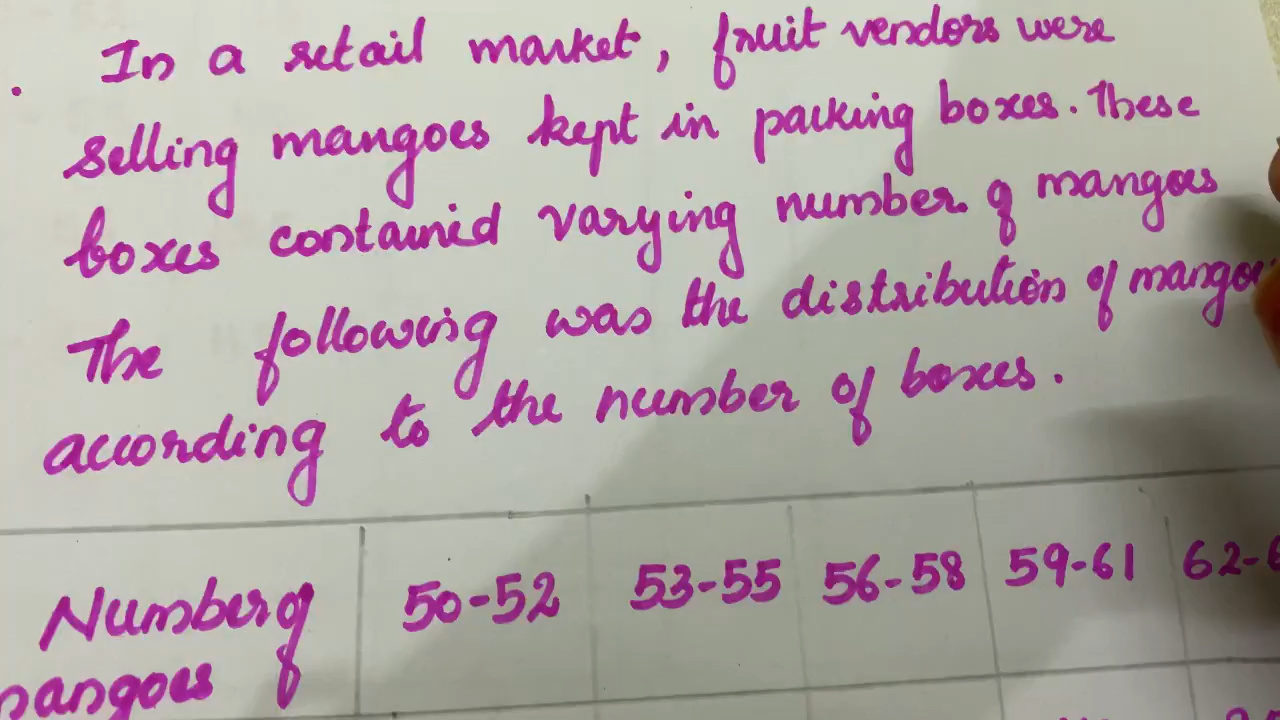 . In a retail market, fruit vendors were
selling mangoes kept in packing boxes. These
boxes contained varying number of mangoes
The following was the distribution of
according to the number of boxes.
Number of 50-52 53-55 56-58 59-61
mangoes